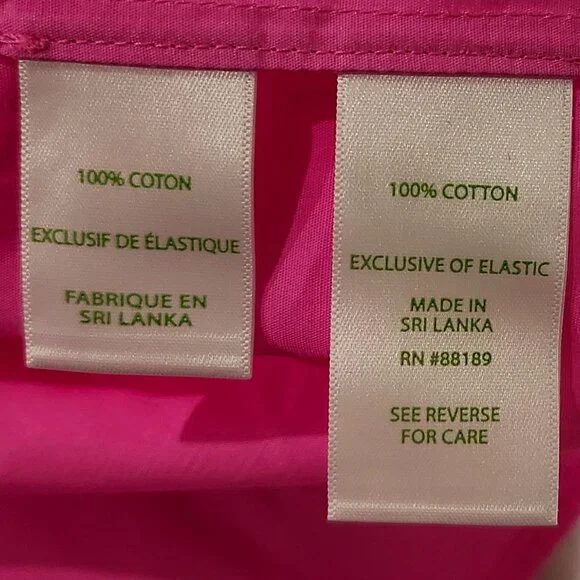 100% COTON
EXCLUSIF DE ÉLASTIQUE
FABRIQUE EN
SRI LANKA
100% COTTON
EXCLUSIVE OF ELASTIC
MADE IN
SRI LANKA
RN #88189
SEE REVERSE
FOR CARE